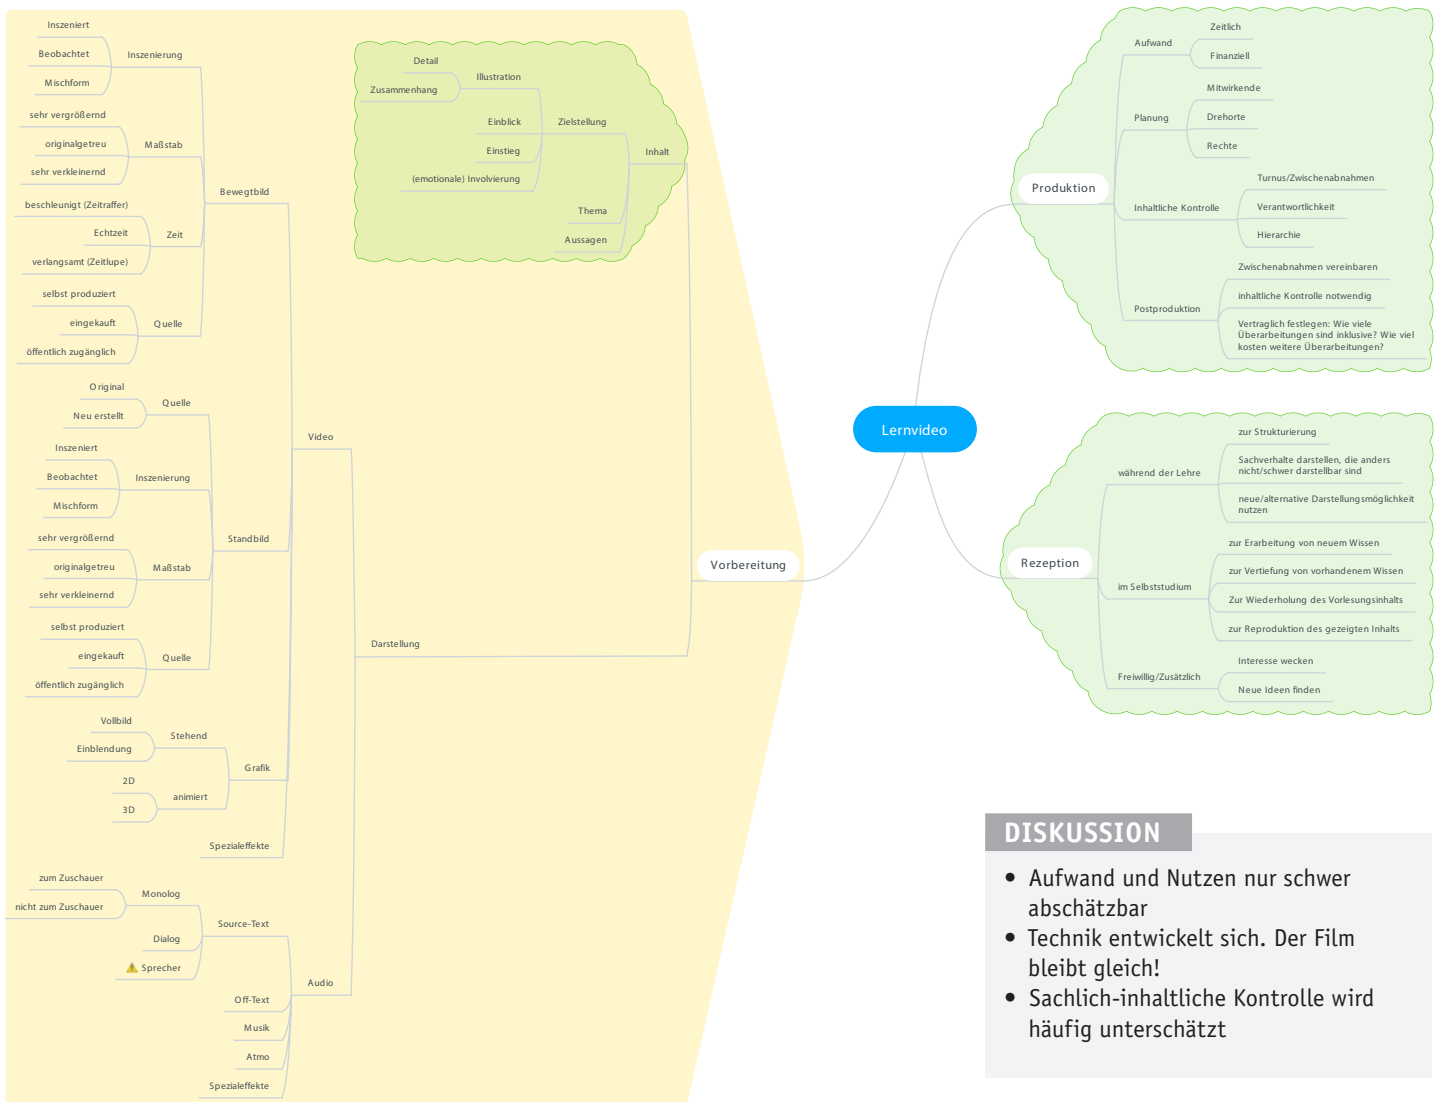 Inszeniert
Beobachtet
Mischform
Inszenierung
sehr vergrößernd
originalgetreu
sehr verkleinernd
Maßstab
Bewegtbild
beschleunigt (Zeitraffer)
Echtzeit
verlangsamt (Zeitlupe)
Zeit
selbst produziert
eingekauft
öffentlich zugänglich
Quelle
Original
Neu erstellt
Quelle
Video
Inszeniert
Beobachtet
Mischform
Inszenierung
Standbild
sehr vergrößernd
originalgetreu
sehr verkleinernd
Maßstab
selbst produziert
eingekauft
öffentlich zugänglich
Quelle
Vollbild
Einblendung
Stehend
Grafik
2D
3D
animiert
Spezialeffekte
zum Zuschauer
nicht zum Zuschauer
Monolog
Source-Text
Dialog
Sprecher
Audio
Off-Text
Musik
Atmo
Spezialeffekte
Darstellung
Detail
Zusammenhang
Illustration
Einblick
Einstieg
(emotionale) Involvierung
Zielstellung
Inhalt
Thema
Aussagen
Vorbereitung
Lernvideo
Produktion
Aufwand
Zeitlich
Finanziell
Planung
Mitwirkende
Drehorte
Rechte
Inhaltliche Kontrolle
Turnus/Zwischenabnahmen
Verantwortlichkeit
Hierarchie
Postproduktion
Zwischenabnahmen vereinbaren
inhaltliche Kontrolle notwendig
Vertraglich festlegen: Wie viele
Überarbeitungen sind inklusive? Wie viel
kosten weitere Überarbeitungen?
Rezeption
während der Lehre
zur Strukturierung
Sachverhalte darstellen, die anders
nicht/schwer darstellbar sind
neue/alternative Darstellungsmöglichkeit
nutzen
im Selbststudium
zur Erarbeitung von neuem Wissen
zur Vertiefung von vorhandenem Wissen
Zur Wiederholung des Vorlesungsinhalts
zur Reproduktion des gezeigten Inhalts
Freiwillig/Zusätzlich
Interesse wecken
Neue Ideen finden
DISKUSSION
• Aufwand und Nutzen nur schwer
abschätzbar
• Technik entwickelt sich. Der Film
bleibt gleich!
• Sachlich-inhaltliche Kontrolle wird
häufig unterschätzt